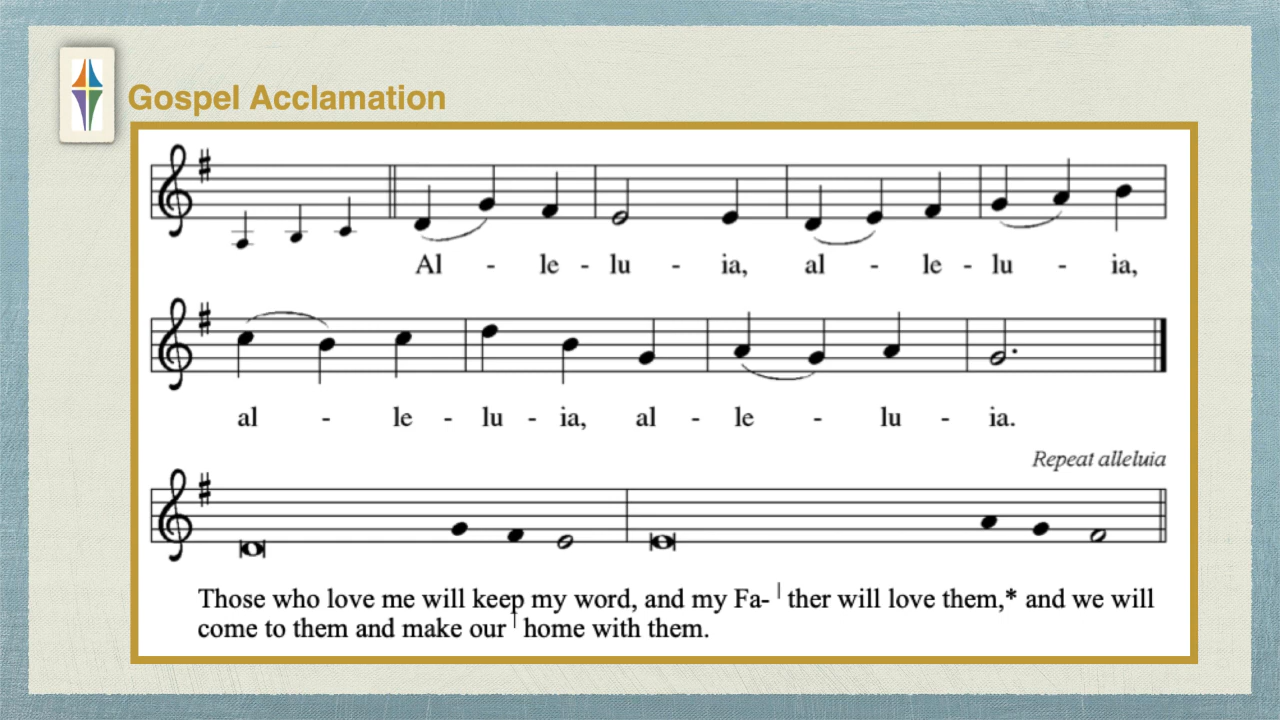 Gospel Acclamation
Al - le - lu - ia, al - le - lu - ia,
al - le - lu - ia, al - le - lu - ia.
Repeat alleluia
Those who love me will keep my word, and my Fa- | ther will love them,* and we will
come to them and make our | home with them.